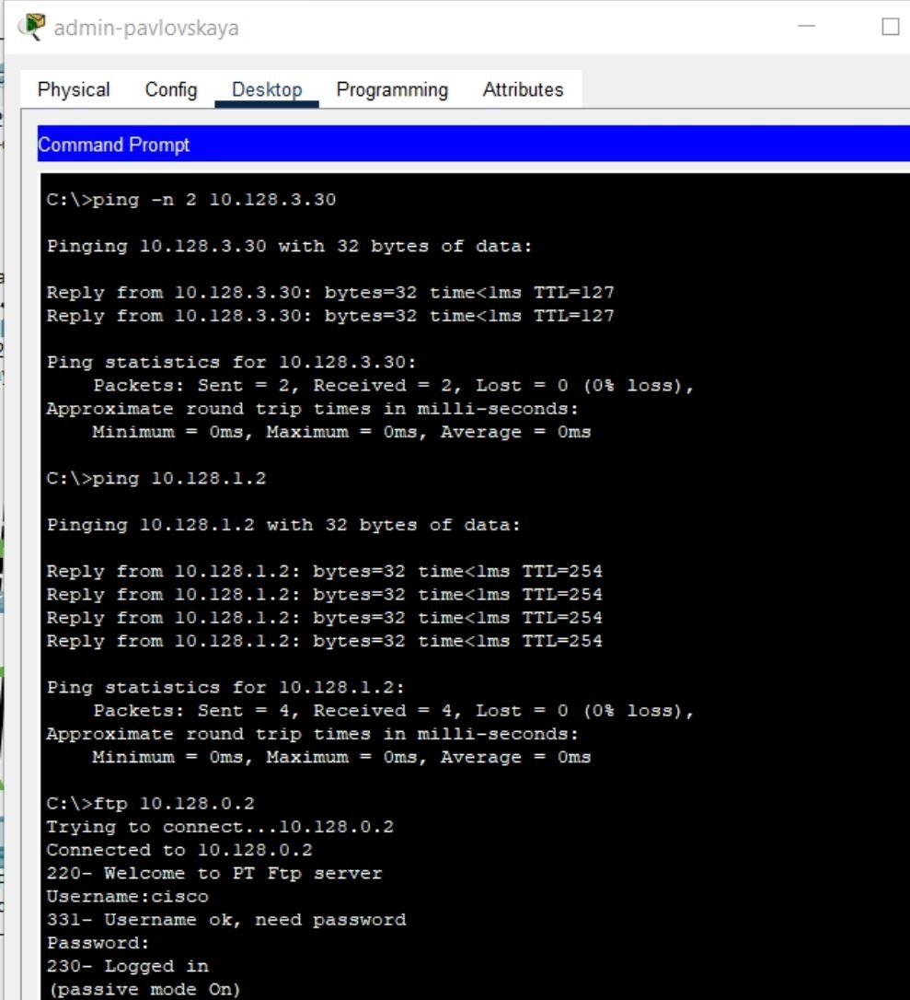 admin-pavlovskaya
Physical Config Desktop Programming Attributes
Command Prompt
C:\>ping -n 2 10.128.3.30
Pinging 10.128.3.30 with 32 bytes of data:
Reply from 10.128.3.30: bytes=32 time<1ms TTL=127
Reply from 10.128.3.30: bytes=32 time<1ms TTL=127
Ping statistics for 10.128.3.30:
Packets: Sent = 2, Received = 2, Lost = 0 (0% loss),
Approximate round trip times in milli-seconds:
Minimum = 0ms, Maximum = 0ms, Average = 0ms
C:\>ping 10.128.1.2
Pinging 10.128.1.2 with 32 bytes of data:
Reply from 10.128.1.2: bytes=32 time<1ms TTL=254
Reply from 10.128.1.2: bytes=32 time<1ms TTL=254
Reply from 10.128.1.2: bytes=32 time<1ms TTL=254
Reply from 10.128.1.2: bytes=32 time<1ms TTL=254
Ping statistics for 10.128.1.2:
Packets: Sent = 4, Received = 4, Lost = 0 (0% loss),
Approximate round trip times in milli-seconds:
Minimum = 0ms, Maximum = 0ms, Average = 0ms
C:\>ftp 10.128.0.2
Trying to connect...10.128.0.2
Connected to 10.128.0.2
220- Welcome to PT Ftp server
Username:cisco
331- Username ok, need password
Password:
230- Logged in
(passive mode On)